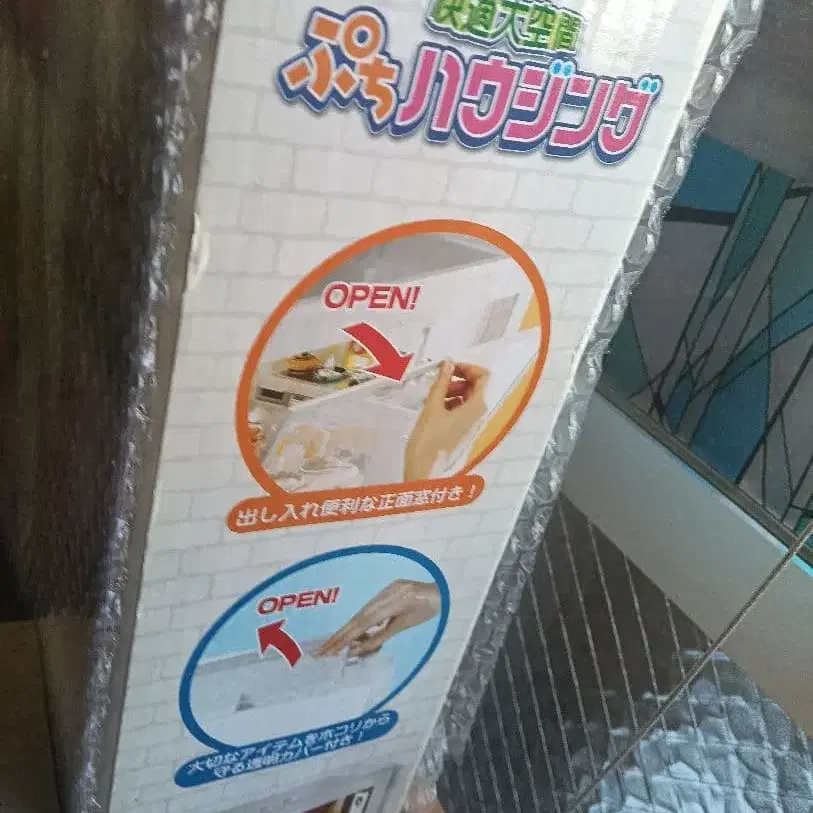 快適大空間
ぷちハウジング
OPEN!
出し入れ便利な正面窓付き!
OPEN!
大切なアイテムをホコリから
守る透明カバー付き!